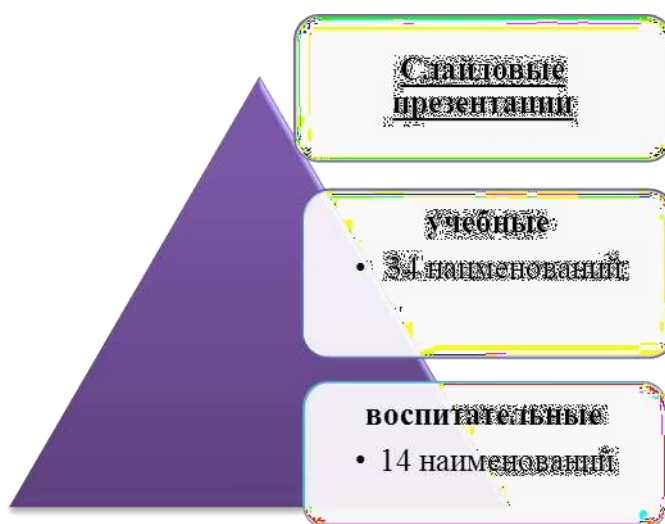 Слайдовые
презентации
учебные
• 34 наименований
воспитательные
• 14 наименований